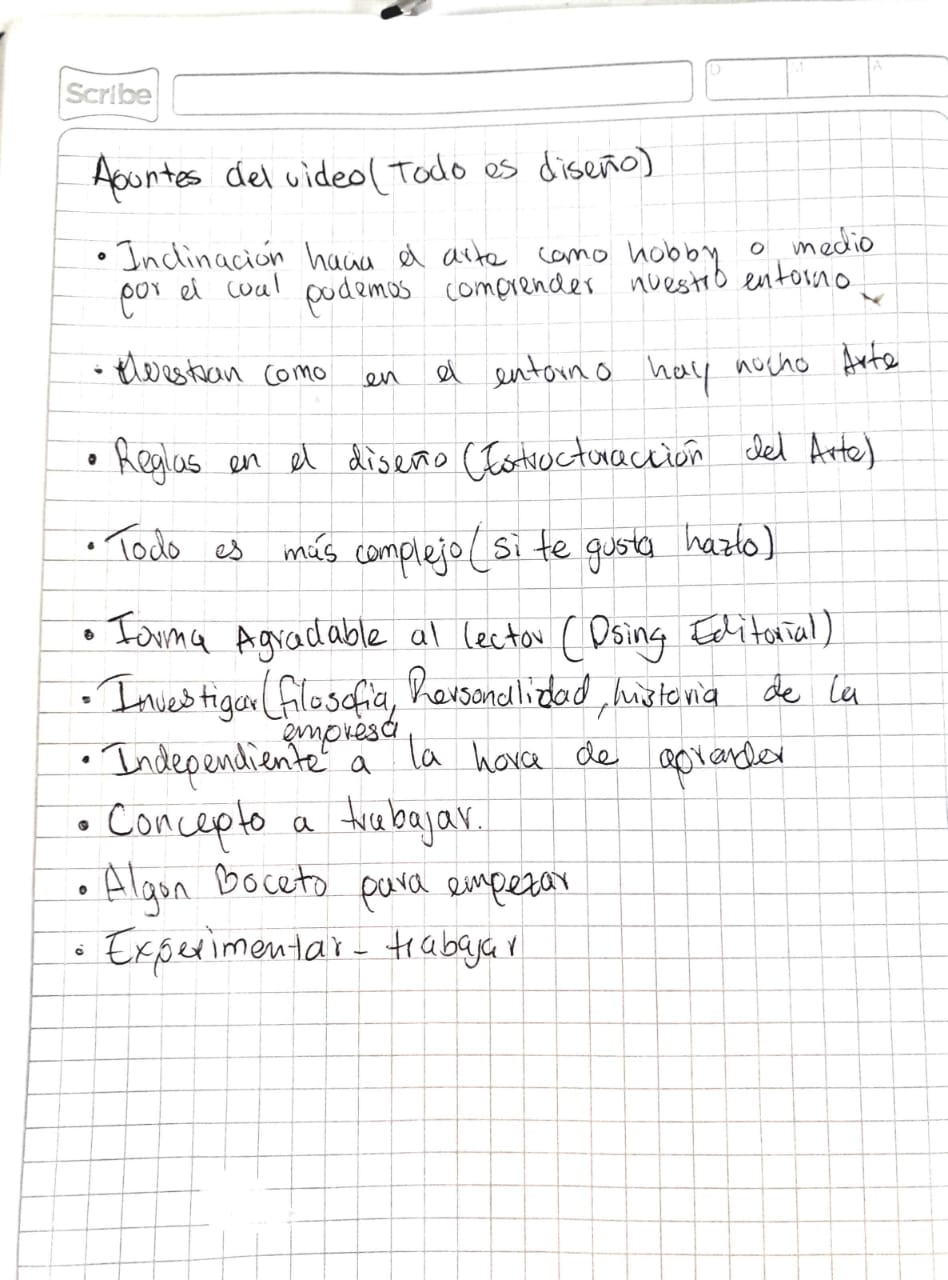 Scribe
D M A
Apuntes del video (Todo es diseño)
• Inclinación hacia el arte como hobby o medio
por el cual podemos comprender nuestro entorno
• Muestran como en el entorno hay mucho Arte
• Reglas en el diseño (Estructuracción del Arte)
• Todo es más complejo (si te gusta hazlo)
• Forma Agradable al lector (Dsing Editorial)
• Investigar (filosofia, Personalidad, historia de la
empresa,
• Independiente a la hora de aprender
• Concepto a trabajar.
• Algun Boceto para empezar
• Experimentar - trabajar